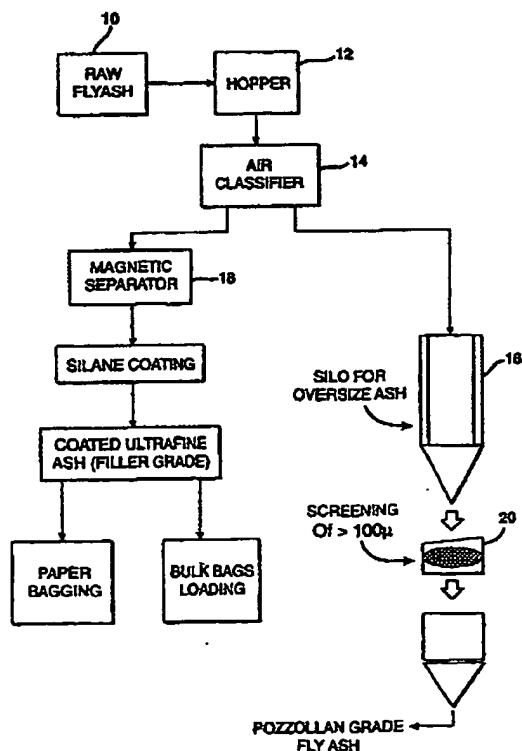 10
RAW
FLYASH
12
HOPPER
AIR
CLASSIFIER
14
MAGNETIC
SEPARATOR
18
SILANE COATING
COATED ULTRAFINE
ASH (FILLER GRADE)
PAPER
BAGGING
BULK BAGS
LOADING
16
SILO FOR
OVERSIZE ASH
SCREENING
Of > 100µ
20
POZZOLLAN GRADE
FLY ASH